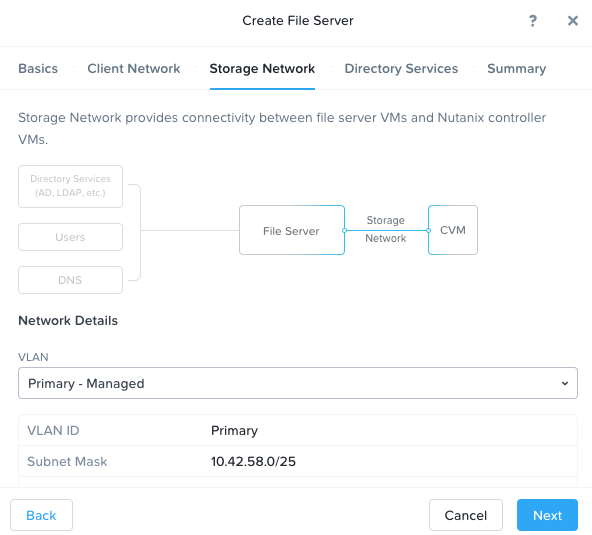 Create File Server
?
×
Basics
Client Network
Storage Network
Directory Services
Summary
Storage Network provides connectivity between file server VMs and Nutanix controller
VMs.
Directory Services
(AD, LDAP, etc.)
Users
DNS
File Server
Storage
Network
CVM
Network Details
VLAN
Primary - Managed
VLAN ID Primary
Subnet Mask 10.42.58.0/25
Back
Cancel
Next